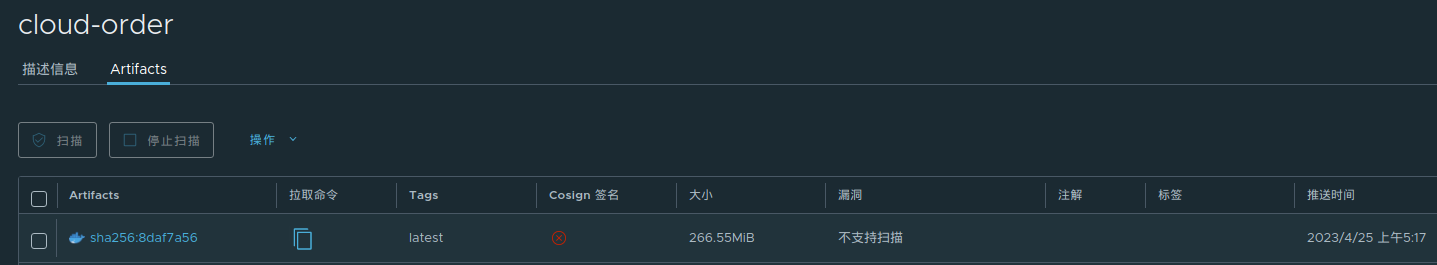 cloud-order
描述信息 Artifacts
扫描 停止扫描 操作
Artifacts 拉取命令 Tags Cosign 签名 大小 漏洞 注解 标签 推送时间
sha256:8daf7a56 latest 266.55MiB 不支持扫描 2023/4/25 上午5:17